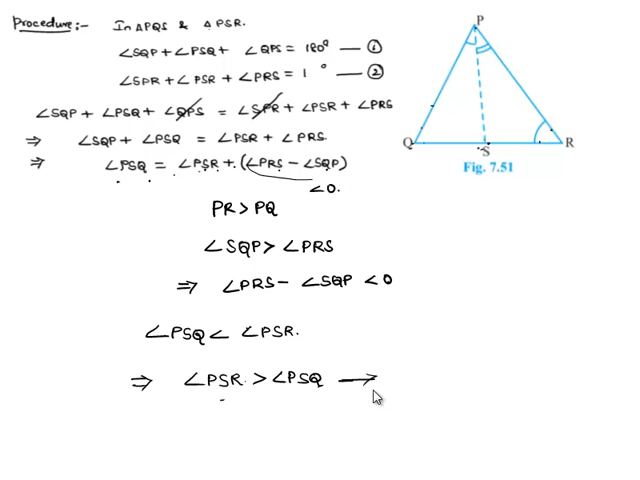 Procedure:- In ΔPQS & ΔPSR.
∠SQP+∠PSQ+ ∠QPS = 180° — ①
∠SPR + ∠PSR + ∠PRS = 1 ° — ②
∠SQP + ∠PSQ + ∠QPS = ∠SPR + ∠PSR + ∠PRS
⇒ ∠SQP + ∠PSQ = ∠PSR + ∠PRS.
⇒ ∠PSQ = ∠PSR + (∠PRS − ∠SQP)
<0.
PR > PQ
∠SQP > ∠PRS
⇒ ∠PRS − ∠SQP < 0
∠PSQ < ∠PSR.
⇒ ∠PSR > ∠PSQ →
P
Q
S
R
Fig. 7.51